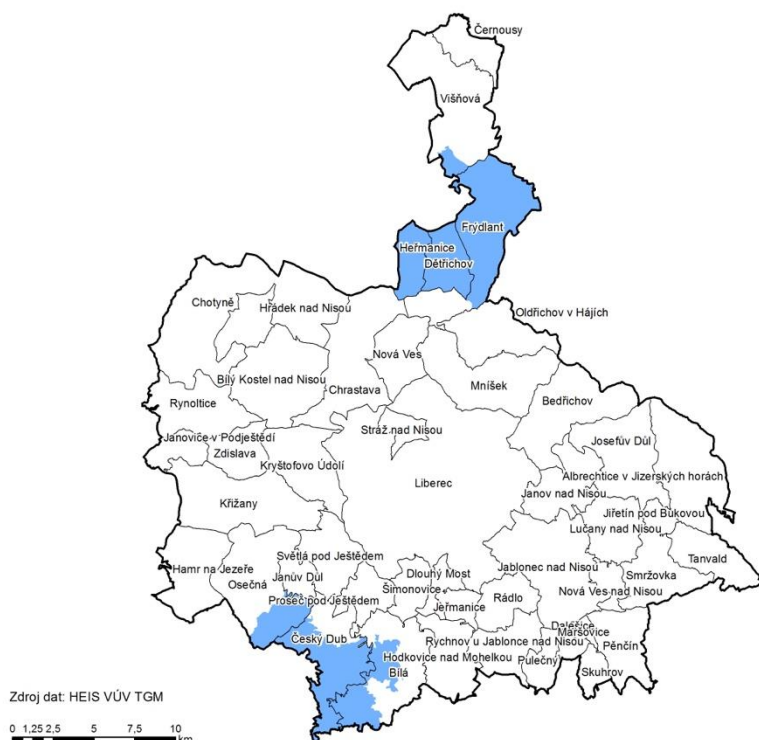 Černousy
Višňová
Frýdlant
Heřmanice
Dětřichov
Oldřichov v Hájích
Chotyně
Hrádek nad Nisou
Nová Ves
Mníšek
Bílý Kostel nad Nisou
Chrastava
Rynoltice
Bedřichov
Stráž nad Nisou
Janovice v Podještědí
Josefův Důl
Zdislava
Kryštofovo Údolí
Albrechtice v Jizerských horách
Liberec
Janov nad Nisou
Křižany
Jiřetín pod Bukovou
Lučany nad Nisou
Světlá pod Ještědem
Tanvald
Hamr na Jezeře
Osečná
Janův Důl
Dlouhý Most
Jablonec nad Nisou
Smržovka
Šimonovice
Nová Ves nad Nisou
Rádlo
Proseč pod Ještědem
Jeřmanice
Dalešice
Maršovice
Český Dub
Rychnov u Jablonce nad Nisou
Pěnčín
Hodkovice nad Mohelkou
Pulečný
Bílá
Skuhrov
Zdroj dat: HEIS VÚV TGM
0 1,25 2,5 5 7,5 10
km